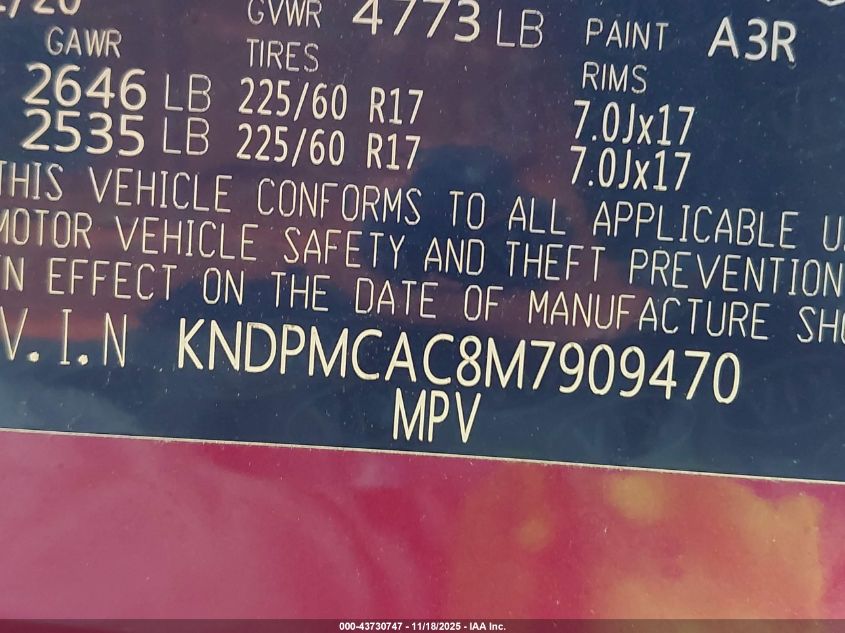 /20 GVWR 4773 LB PAINT A3R
GAWR TIRES RIMS
2646 LB 225/60 R17 7.0Jx17
2535 LB 225/60 R17 7.0Jx17
THIS VEHICLE CONFORMS TO ALL APPLICABLE U.
MOTOR VEHICLE SAFETY AND THEFT PREVENTION
IN EFFECT ON THE DATE OF MANUFACTURE SHO
V.I.N KNDPMCAC8M7909470
MPV
000-43730747 - 11/18/2025 - IAA Inc.